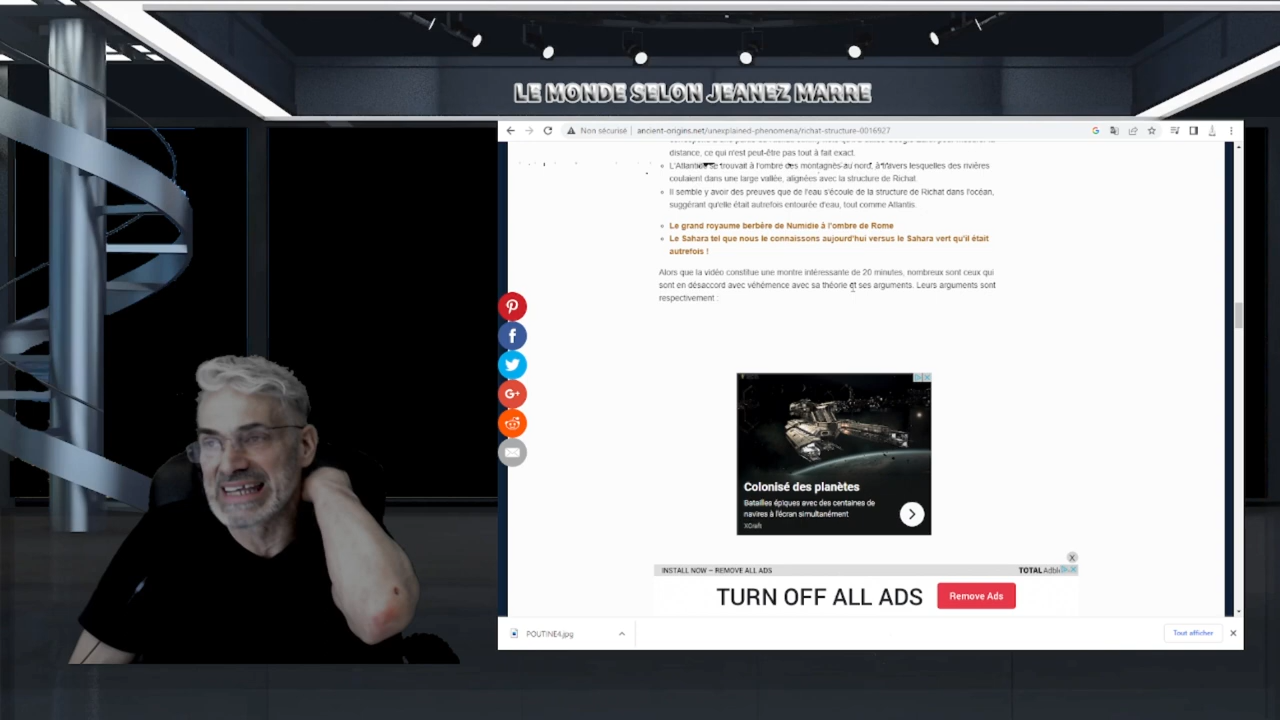 LE MONDE SELON JEANEZ MARRE
Non sécurisé ancient-origins.net/unexplained-phenomena/richat-structure-0016927
distance, ce qui n'est peut-être pas tout à fait exact.
L'Atlantis se trouvait à l'ombre des montagnes au nord, à travers lesquelles des rivières
coulaient dans une large vallée, alignées avec la structure de Richat.
Il semble y avoir des preuves que de l'eau s'écoule de la structure de Richat dans l'océan,
suggérant qu'elle était autrefois entourée d'eau, tout comme Atlantis.
Le grand royaume berbère de Numidie à l'ombre de Rome
Le Sahara tel que nous le connaissons aujourd'hui versus le Sahara vert qu'il était
autrefois !
Alors que la vidéo constitue une montre intéressante de 20 minutes, nombreux sont ceux qui
sont en désaccord avec véhémence avec sa théorie et ses arguments. Leurs arguments sont
respectivement :
Colonisé des planètes
Batailles épiques avec des centaines de
navires à l'écran simultanément
XCraft
INSTALL NOW – REMOVE ALL ADS TOTAL Adbl
TURN OFF ALL ADS Remove Ads
POUTINE4.jpg Tout afficher